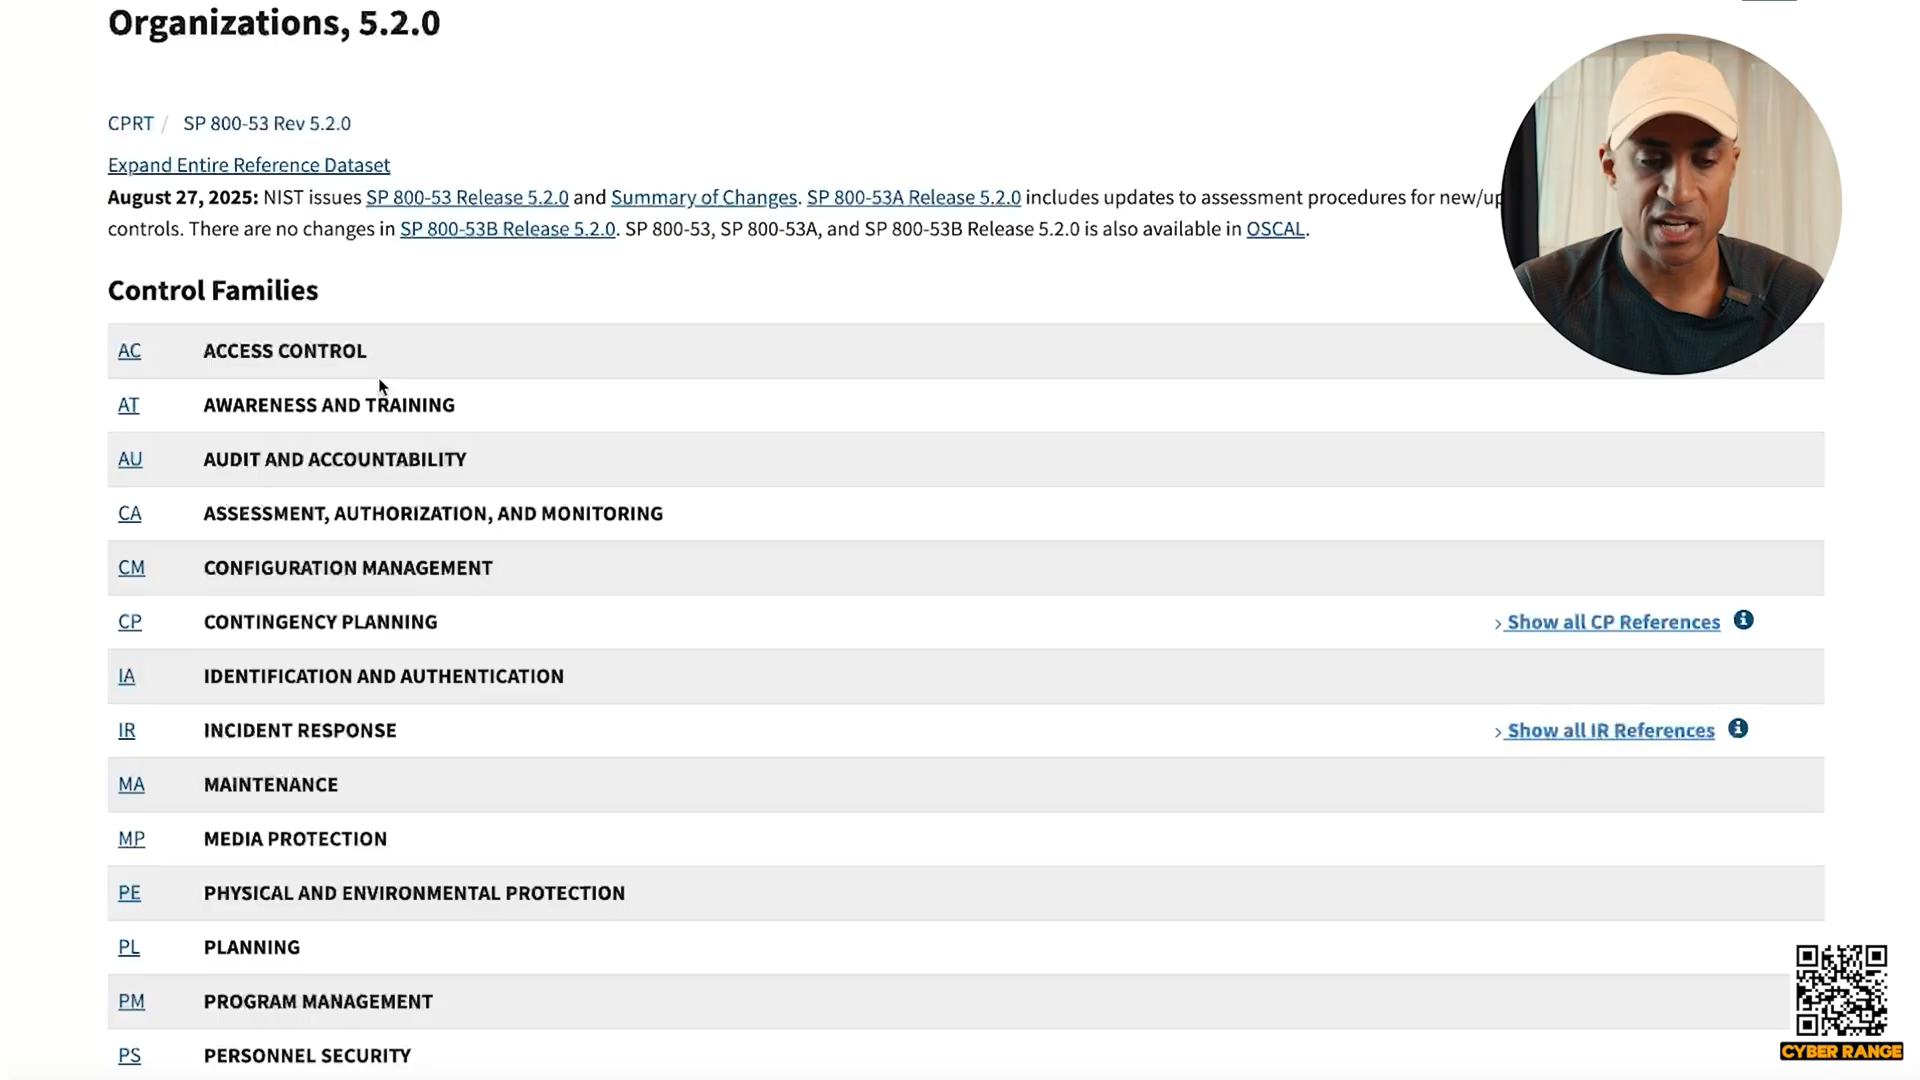 Organizations, 5.2.0
CPRT / SP 800-53 Rev 5.2.0
Expand Entire Reference Dataset
August 27, 2025: NIST issues SP 800-53 Release 5.2.0 and Summary of Changes. SP 800-53A Release 5.2.0 includes updates to assessment procedures for new/up
controls. There are no changes in SP 800-53B Release 5.2.0. SP 800-53, SP 800-53A, and SP 800-53B Release 5.2.0 is also available in OSCAL.
Control Families
AC ACCESS CONTROL
AT AWARENESS AND TRAINING
AU AUDIT AND ACCOUNTABILITY
CA ASSESSMENT, AUTHORIZATION, AND MONITORING
CM CONFIGURATION MANAGEMENT
CP CONTINGENCY PLANNING > Show all CP References
IA IDENTIFICATION AND AUTHENTICATION
IR INCIDENT RESPONSE > Show all IR References
MA MAINTENANCE
MP MEDIA PROTECTION
PE PHYSICAL AND ENVIRONMENTAL PROTECTION
PL PLANNING
PM PROGRAM MANAGEMENT
PS PERSONNEL SECURITY
CYBER RANGE